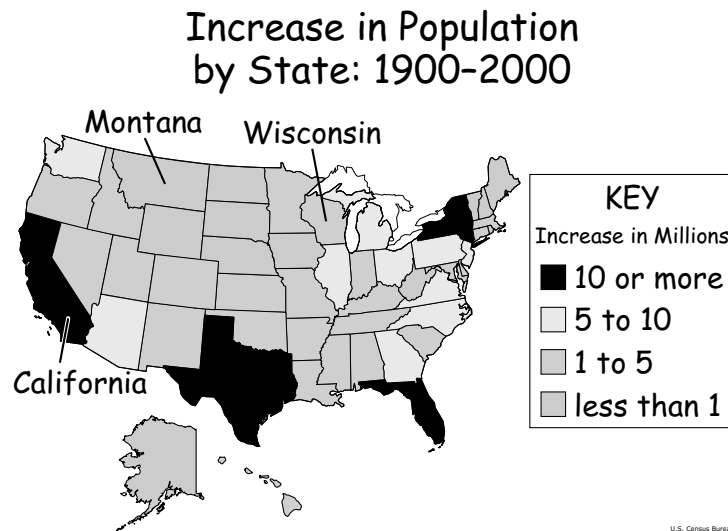 Increase in Population
by State: 1900–2000
Montana
Wisconsin
California
KEY
Increase in Millions
10 or more
5 to 10
1 to 5
less than 1
U.S. Census Burea